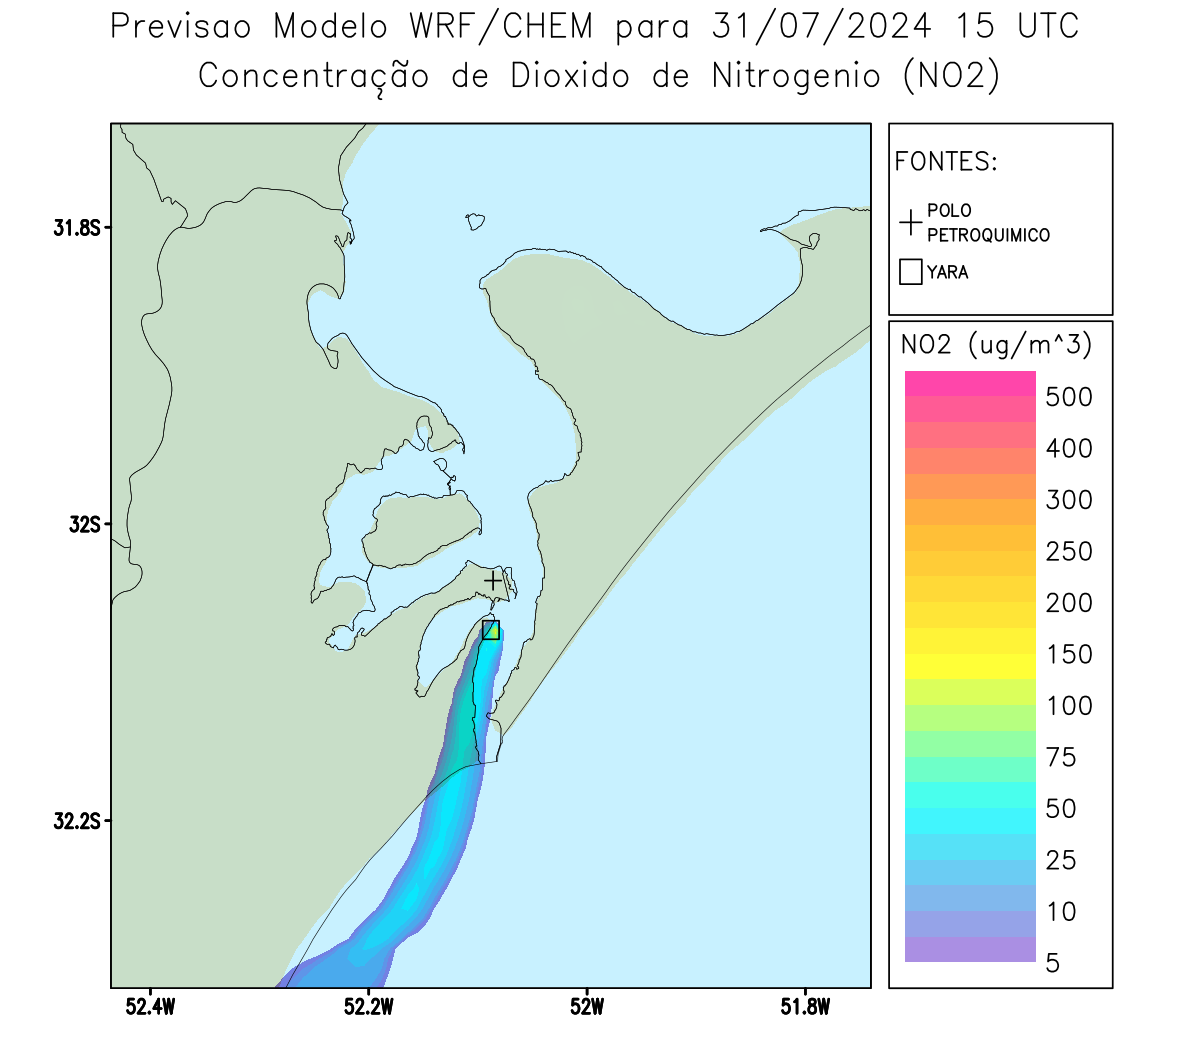 Previsao Modelo WRF/CHEM para 31/07/2024 15 UTC
Concentração de Dioxido de Nitrogenio (NO2)
FONTES:
POLO
PETROQUIMICO
YARA
NO2 (ug/m^3)
500
400
300
250
200
150
100
75
50
25
10
5
31.8S
32S
32.2S
52.4W
52.2W
52W
51.8W